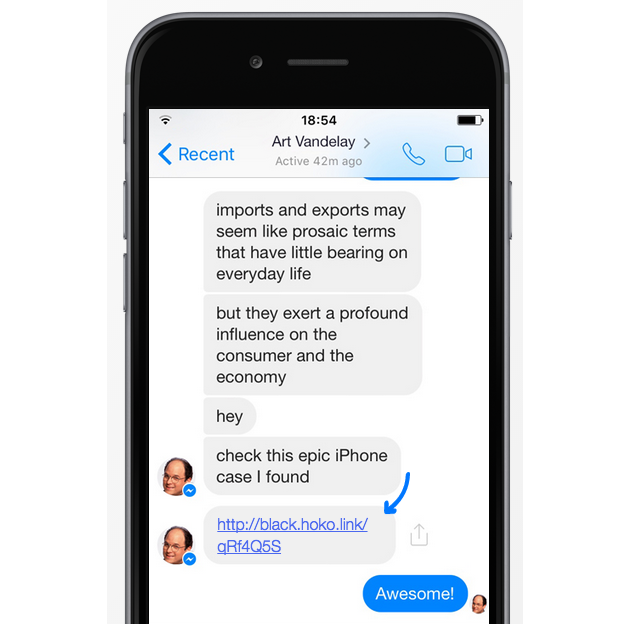 18:54
Recent
Art Vandelay
Active 42m ago
imports and exports may
seem like prosaic terms
that have little bearing on
everyday life
but they exert a profound
influence on the
consumer and the
economy
hey
check this epic iPhone
case I found
http://black.hoko.link/
qRf4Q5S
Awesome!